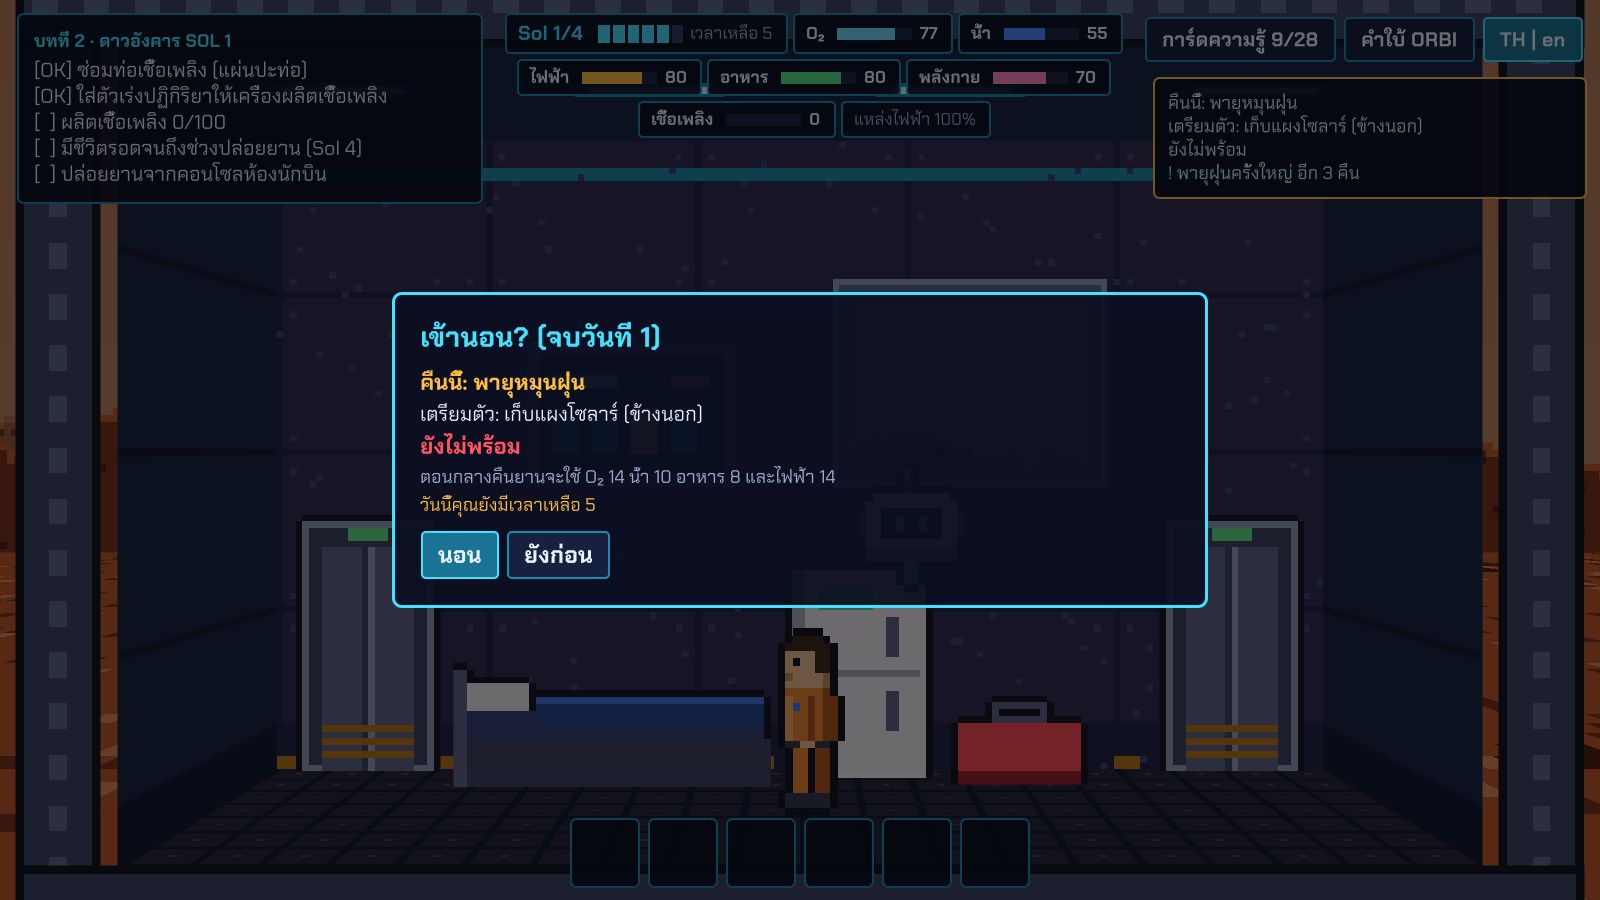 บทที่ 2 · ดาวอังคาร SOL 1
[OK] ซ่อมท่อเชื้อเพลิง (แผ่นปะท่อ)
[OK] ใส่ตัวเร่งปฏิกิริยาให้เครื่องผลิตเชื้อเพลิง
[ ] ผลิตเชื้อเพลิง 0/100
[ ] มีชีวิตรอดจนถึงช่วงปล่อยยาน (Sol 4)
[ ] ปล่อยยานจากคอนโซลห้องนักบิน
Sol 1/4 เวลาเหลือ 5
O₂ 77
น้ำ 55
ไฟฟ้า 80
อาหาร 80
พลังกาย 70
เชื้อเพลิง 0
แหล่งไฟฟ้า 100%
การ์ดความรู้ 9/28
คำใบ้ ORBI
TH | en
คืนนี้: พายุหมุนฝุ่น
เตรียมตัว: เก็บแผงโซลาร์ (ข้างนอก)
ยังไม่พร้อม
! พายุฝุ่นครั้งใหญ่ อีก 3 คืน
เข้านอน? (จบวันที่ 1)
คืนนี้: พายุหมุนฝุ่น
เตรียมตัว: เก็บแผงโซลาร์ (ข้างนอก)
ยังไม่พร้อม
ตอนกลางคืนยานจะใช้ O₂ 14 น้ำ 10 อาหาร 8 และไฟฟ้า 14
วันนี้คุณยังมีเวลาเหลือ 5
นอน
ยังก่อน